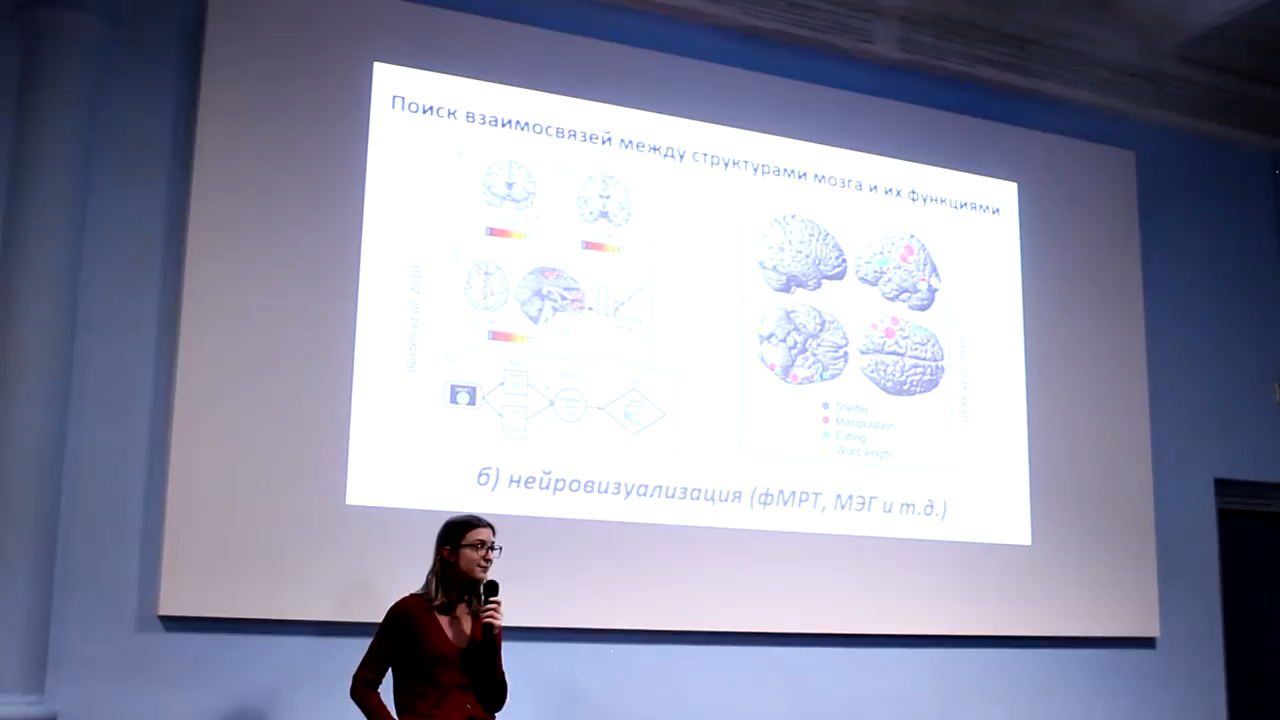 Поиск взаимосвязей между структурами мозга и их функциями
Shelter
Manipulation
Eating
Word length
б) нейровизуализация (фМРТ, МЭГ и т.д.)